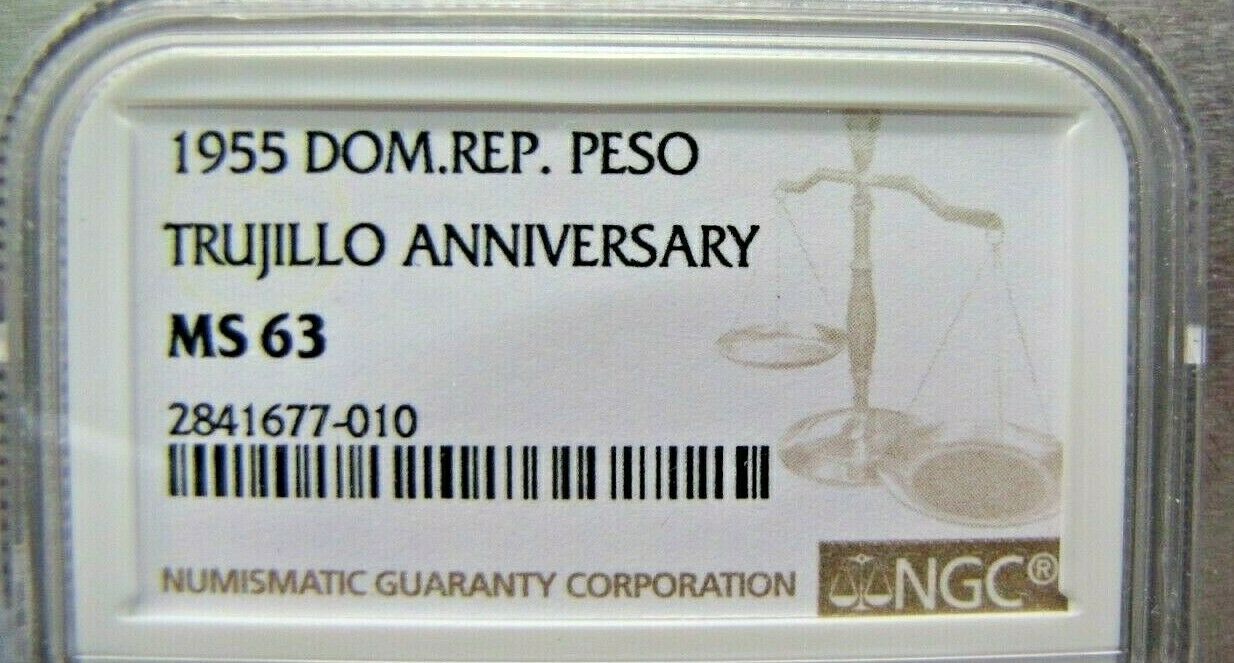 1955 DOM.REP. PESO
TRUJILLO ANNIVERSARY
MS 63
2841677-010
NUMISMATIC GUARANTY CORPORATION NGC®